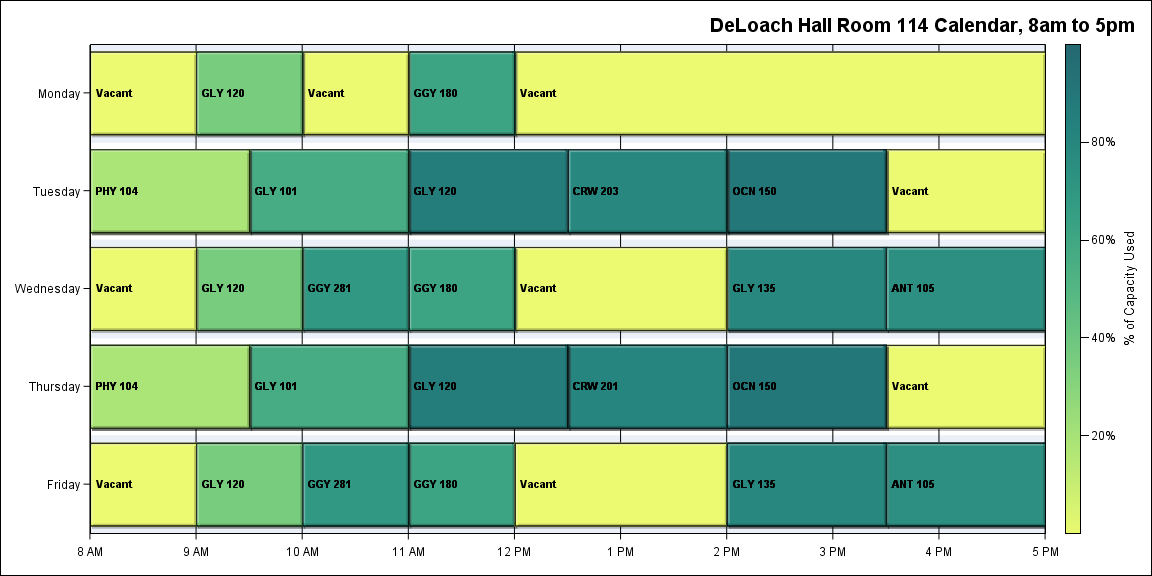 DeLoach Hall Room 114 Calendar, 8am to 5pm
Monday
Vacant
GLY 120
Vacant
GGY 180
Vacant
Tuesday
PHY 104
GLY 101
GLY 120
CRW 203
OCN 150
Vacant
Wednesday
Vacant
GLY 120
GGY 281
GGY 180
Vacant
GLY 135
ANT 105
Thursday
PHY 104
GLY 101
GLY 120
CRW 201
OCN 150
Vacant
Friday
Vacant
GLY 120
GGY 281
GGY 180
Vacant
GLY 135
ANT 105
8 AM
9 AM
10 AM
11 AM
12 PM
1 PM
2 PM
3 PM
4 PM
5 PM
80%
60%
40%
20%
% of Capacity Used